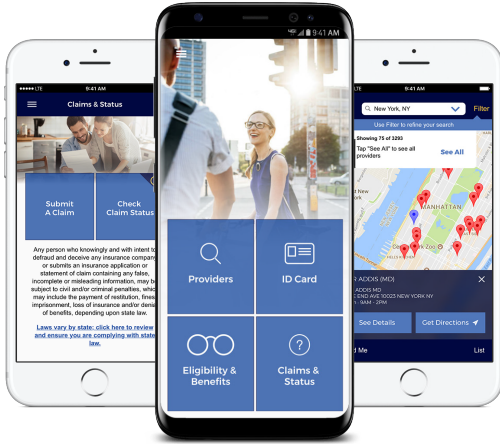 LTE
9:41 AM
Claims & Status
Submit
A Claim
Check
Claim Status
Any person who knowingly and with intent to
defraud and deceive any insurance company
or submits an insurance application or
statement of claim containing any false,
incomplete or misleading information, may be
subject to civil and/or criminal penalties, which
may include the payment of restitution, fines
imprisonment, loss of insurance and/or denial
of benefits, depending upon state law.
Laws vary by state; click here to review
and ensure you are complying with state
law.
9:41 AM
Providers
ID Card
Eligibility &
Benefits
Claims &
Status
LTE
9:41 AM
New York, NY
Filter
Use Filter to refine your search
Showing 75 of 3293
Tap "See All" to see all
providers
See All
MANHATTAN
Zoo
ADDIS (MD)
ADDIS MD
END AVE 10023 NEW YORK NY
9AM - 2PM
See Details
Get Directions
Me
List